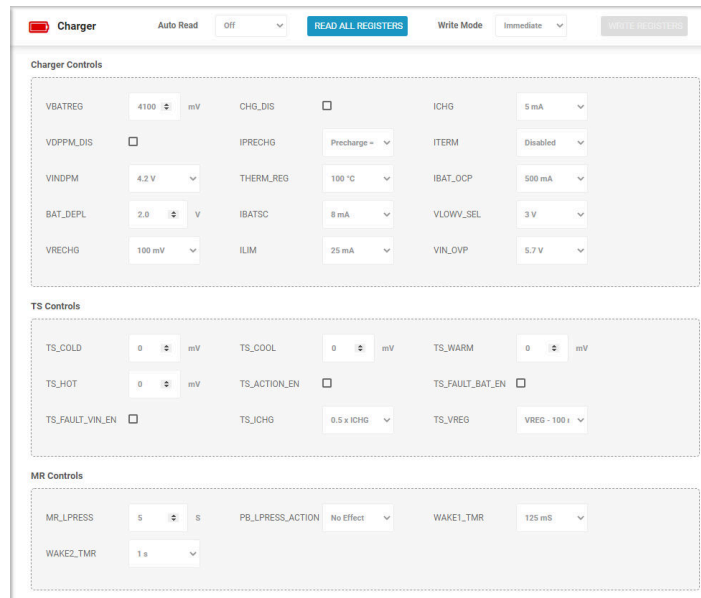 Charger Auto Read Off READ ALL REGISTERS Write Mode Immediate WRITE REGISTERS
Charger Controls
VBATREG 4100 mV CHG_DIS ICHG 5 mA
VDPPM_DIS IPRECHG Precharge = ITERM Disabled
VINDPM 4.2 V THERM_REG 100 °C IBAT_OCP 500 mA
BAT_DEPL 2.0 V IBATSC 8 mA VLOWV_SEL 3 V
VRECHG 100 mV ILIM 25 mA VIN_OVP 5.7 V
TS Controls
TS_COLD 0 mV TS_COOL 0 mV TS_WARM 0 mV
TS_HOT 0 mV TS_ACTION_EN TS_FAULT_BAT_EN
TS_FAULT_VIN_EN TS_ICHG 0.5 x ICHG TS_VREG VREG - 100
MR Controls
MR_LPRESS 5 S PB_LPRESS_ACTION No Effect WAKE1_TMR 125 mS
WAKE2_TMR 1 s